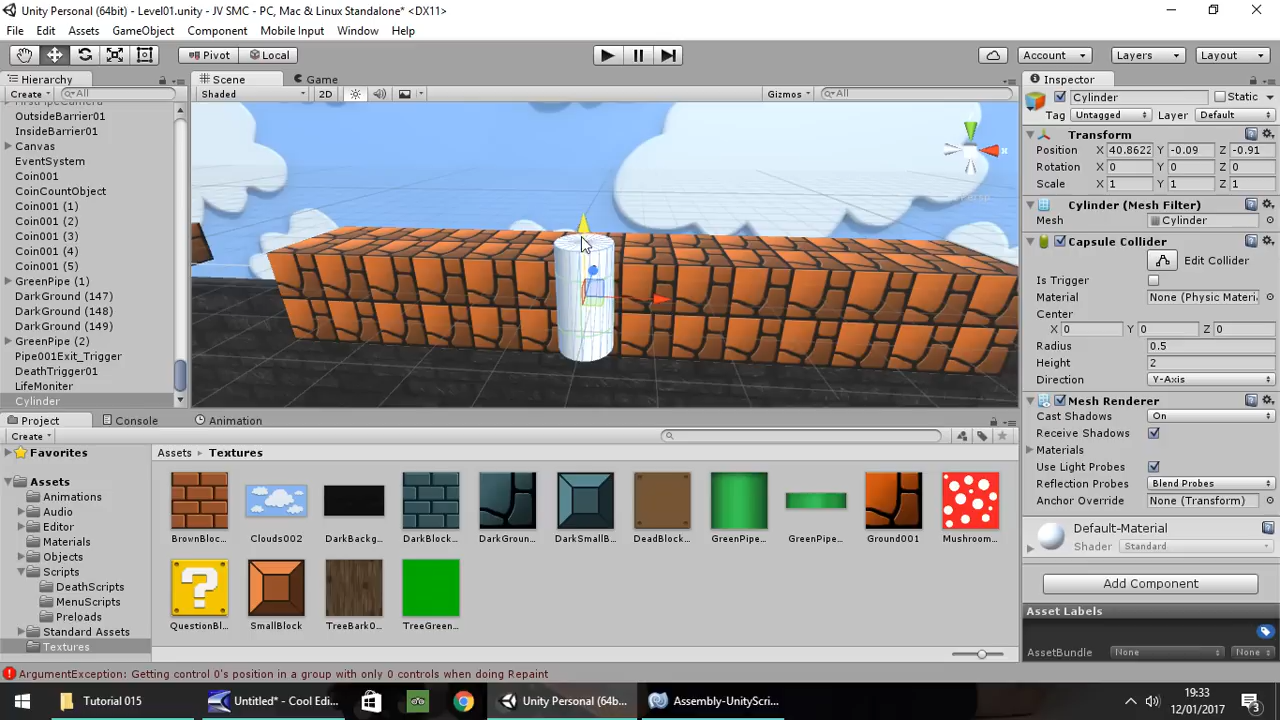 Unity Personal (64bit) - Level01.unity - JV SMC - PC, Mac & Linux Standalone* <DX11>
File Edit Assets GameObject Component Mobile Input Window Help
Pivot Local Account Layers Layout
Hierarchy
Create All
OutsideBarrier01
InsideBarrier01
Canvas
EventSystem
Coin001
CoinCountObject
Coin001 (1)
Coin001 (2)
Coin001 (3)
Coin001 (4)
Coin001 (5)
GreenPipe (1)
DarkGround (147)
DarkGround (148)
DarkGround (149)
GreenPipe (2)
Pipe001Exit_Trigger
DeathTrigger01
LifeMoniter
Cylinder
Scene Game
Shaded 2D Gizmos All
x
Persp
Inspector
Cylinder Static
Tag Untagged Layer Default
Transform
Position X 40.8622 Y -0.09 Z -0.91
Rotation X 0 Y 0 Z 0
Scale X 1 Y 1 Z 1
Cylinder (Mesh Filter)
Mesh Cylinder
Capsule Collider
Edit Collider
Is Trigger
Material None (Physic Materi
Center
X 0 Y 0 Z 0
Radius 0.5
Height 2
Direction Y-Axis
Mesh Renderer
Cast Shadows On
Receive Shadows
Materials
Use Light Probes
Reflection Probes Blend Probes
Anchor Override None (Transform)
Default-Material
Shader Standard
Add Component
Asset Labels
AssetBundle None None
Project Console Animation
Create
Favorites
Assets
Animations
Audio
Editor
Materials
Objects
Scripts
DeathScripts
MenuScripts
Preloads
Standard Assets
Textures
Assets Textures
BrownBloc... Clouds002 DarkBackg... DarkBlock... DarkGroun... DarkSmallB... DeadBlock... GreenPipe... GreenPipe... Ground001 Mushroom...
QuestionBl... SmallBlock TreeBark0... TreeGreen...
ArgumentException: Getting control 0's position in a group with only 0 controls when doing Repaint
Tutorial 015 Untitled* - Cool Edi... Unity Personal (64b... Assembly-UnityScri...
19:33
12/01/2017
3